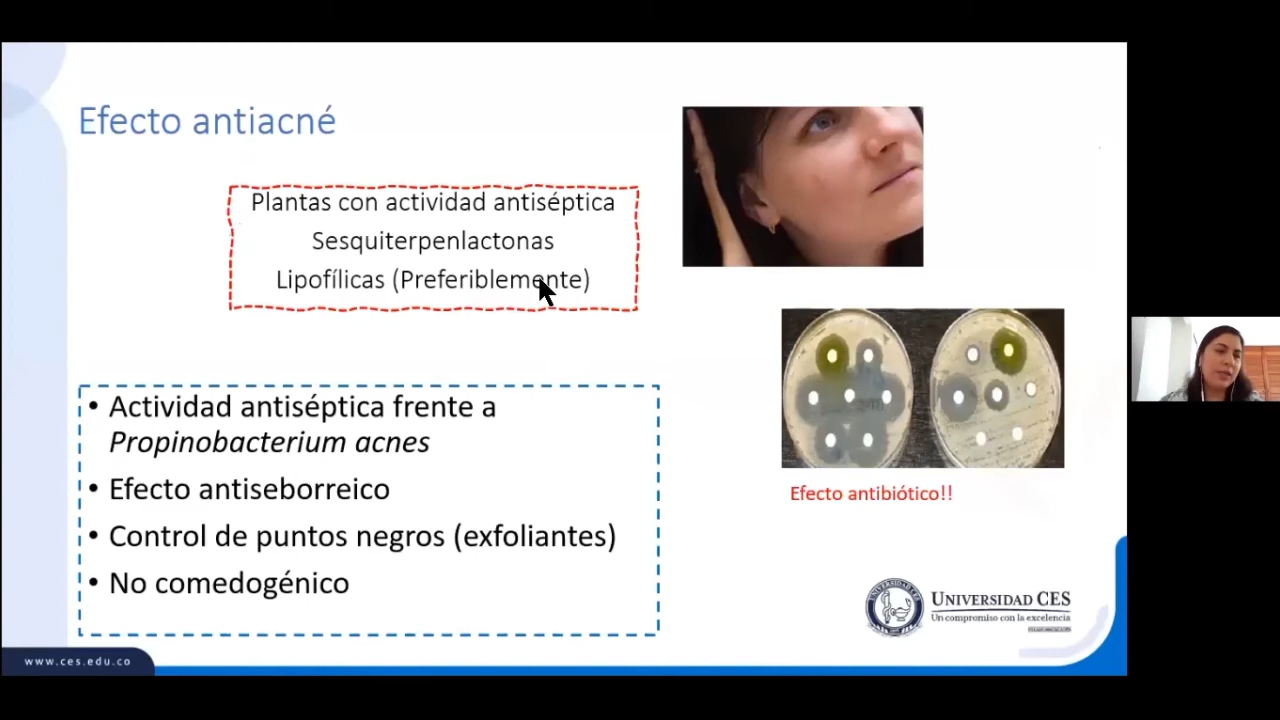 Efecto antiacné
Plantas con actividad antiséptica
Sesquiterpenlactonas
Lipofílicas (Preferiblemente)
• Actividad antiséptica frente a
Propinobacterium acnes
• Efecto antiseborreico
• Control de puntos negros (exfoliantes)
• No comedogénico
Efecto antibiótico!!
UNIVERSIDAD CES
Un compromiso con la excelencia
www.ces.edu.co